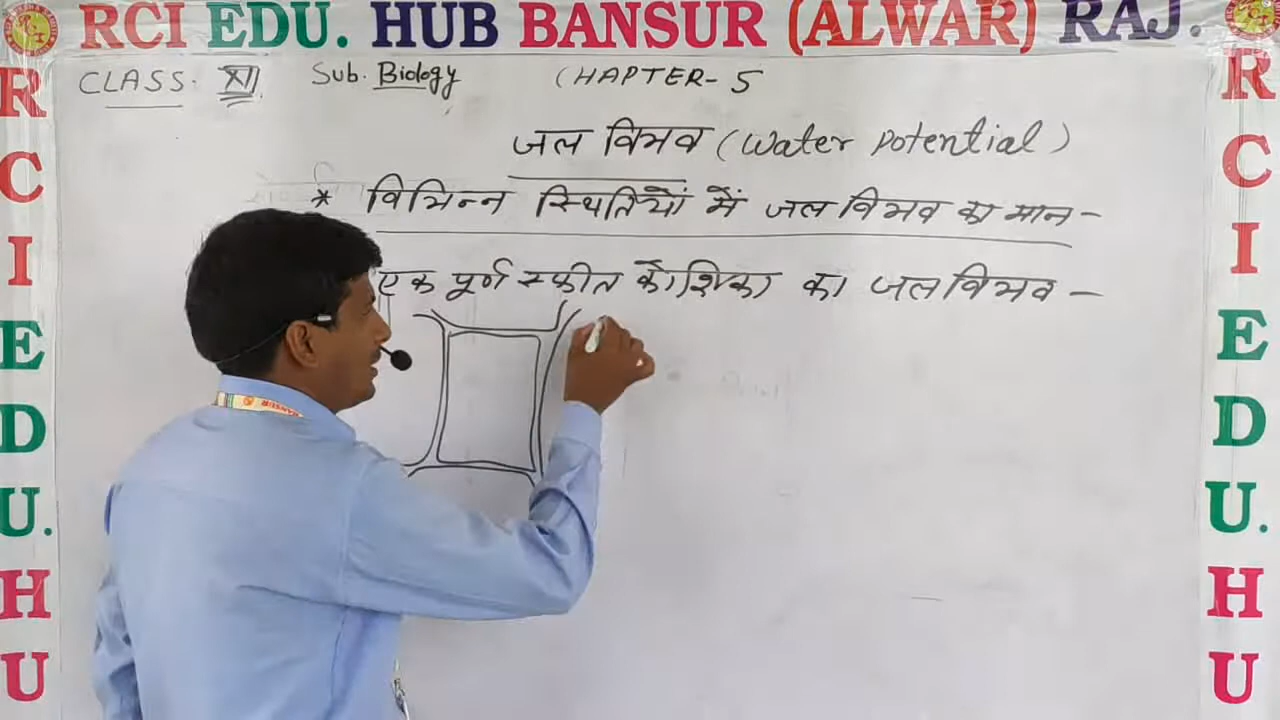 RCI EDU. HUB BANSUR (ALWAR) RAJ.
CLASS. XII Sub. Biology CHAPTER-5
जल विभव (Water Potential)
* विभिन्न स्थितियों में जल विभव का मान-
एक पूर्ण स्फीत कोशिका का जल विभव -
R
C
I
E
D
U.
H
U
R
C
I
E
D
U.
H
U